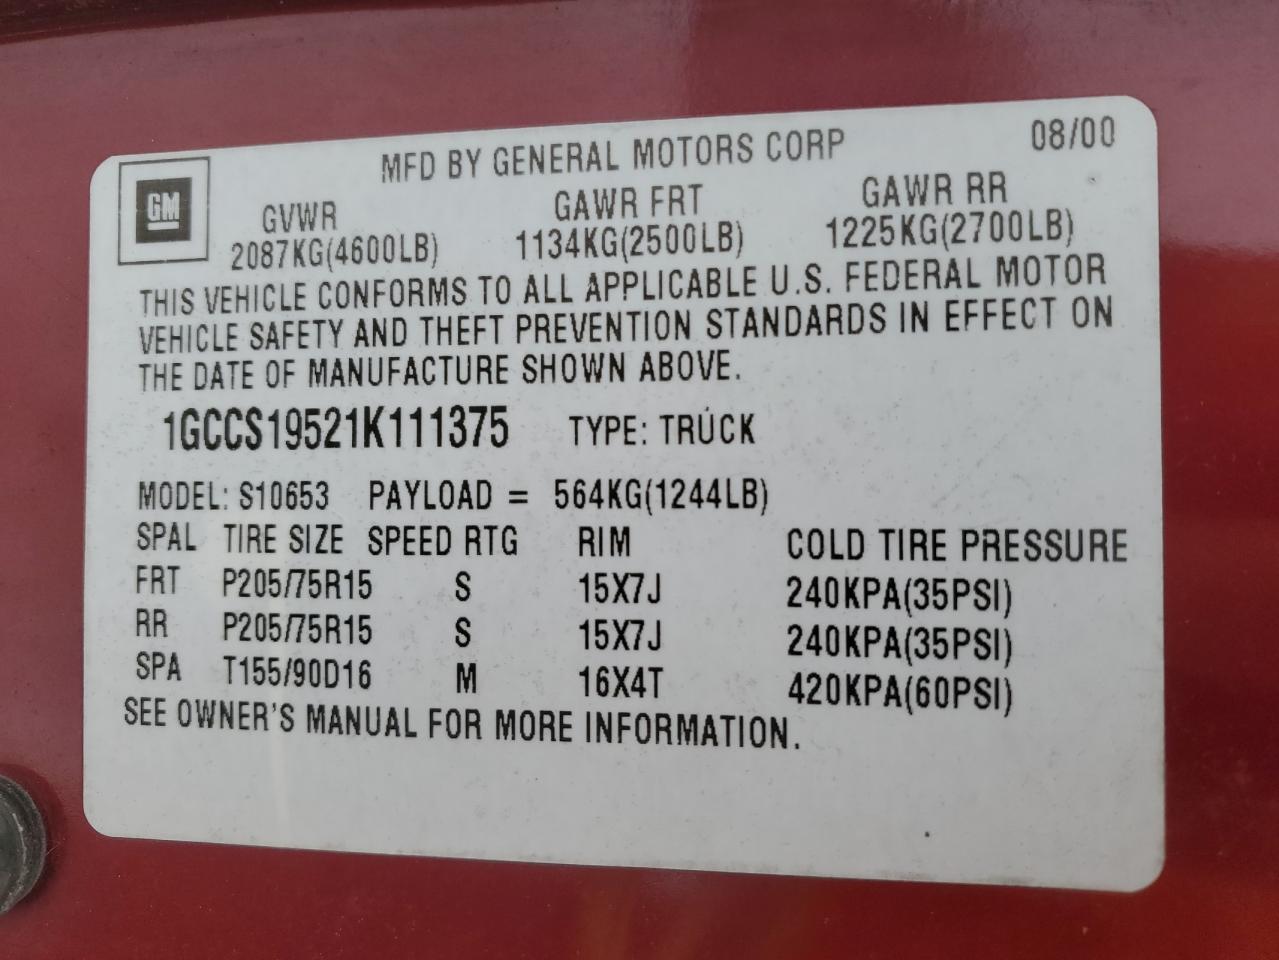 MFD BY GENERAL MOTORS CORP 08/00
GM
GVWR GAWR FRT GAWR RR
2087KG(4600LB) 1134KG(2500LB) 1225KG(2700LB)
THIS VEHICLE CONFORMS TO ALL APPLICABLE U.S. FEDERAL MOTOR
VEHICLE SAFETY AND THEFT PREVENTION STANDARDS IN EFFECT ON
THE DATE OF MANUFACTURE SHOWN ABOVE.
1GCCS19521K111375 TYPE: TRUCK
MODEL: S10653 PAYLOAD = 564KG(1244LB)
SPAL TIRE SIZE SPEED RTG RIM COLD TIRE PRESSURE
FRT P205/75R15 S 15X7J 240KPA(35PSI)
RR P205/75R15 S 15X7J 240KPA(35PSI)
SPA T155/90D16 M 16X4T 420KPA(60PSI)
SEE OWNER'S MANUAL FOR MORE INFORMATION.